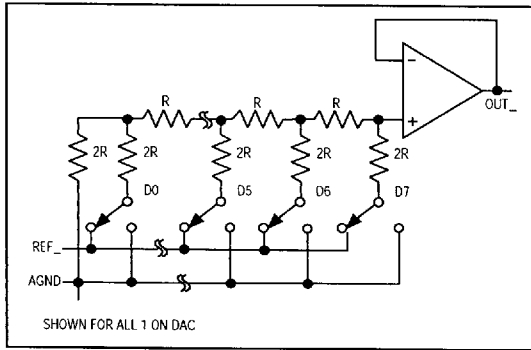 R
R
R
−
+
OUT_
2R
2R
2R
2R
2R
D0
D5
D6
D7
REF_
AGND
SHOWN FOR ALL 1 ON DAC